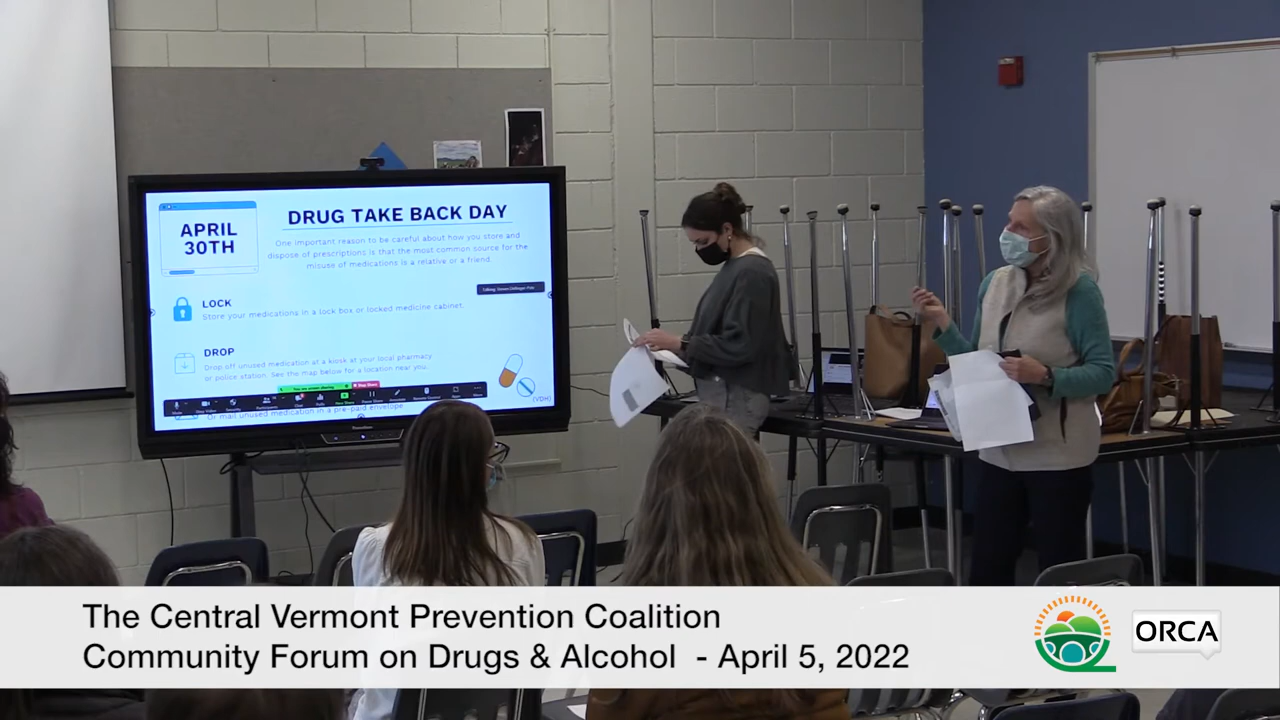 APRIL
30TH
DRUG TAKE BACK DAY
One important reason to be careful about how you store and
dispose of prescriptions is that the most common source for the
misuse of medications is a relative or a friend.
LOCK
Store your medications in a lock box or locked medicine cabinet.
DROP
Drop off unused medication at a kiosk at your local pharmacy
or police station. See the map below for a location near you.
Or mail unused medication in a pre-paid envelope
(VDH)
The Central Vermont Prevention Coalition
Community Forum on Drugs & Alcohol - April 5, 2022
ORCA